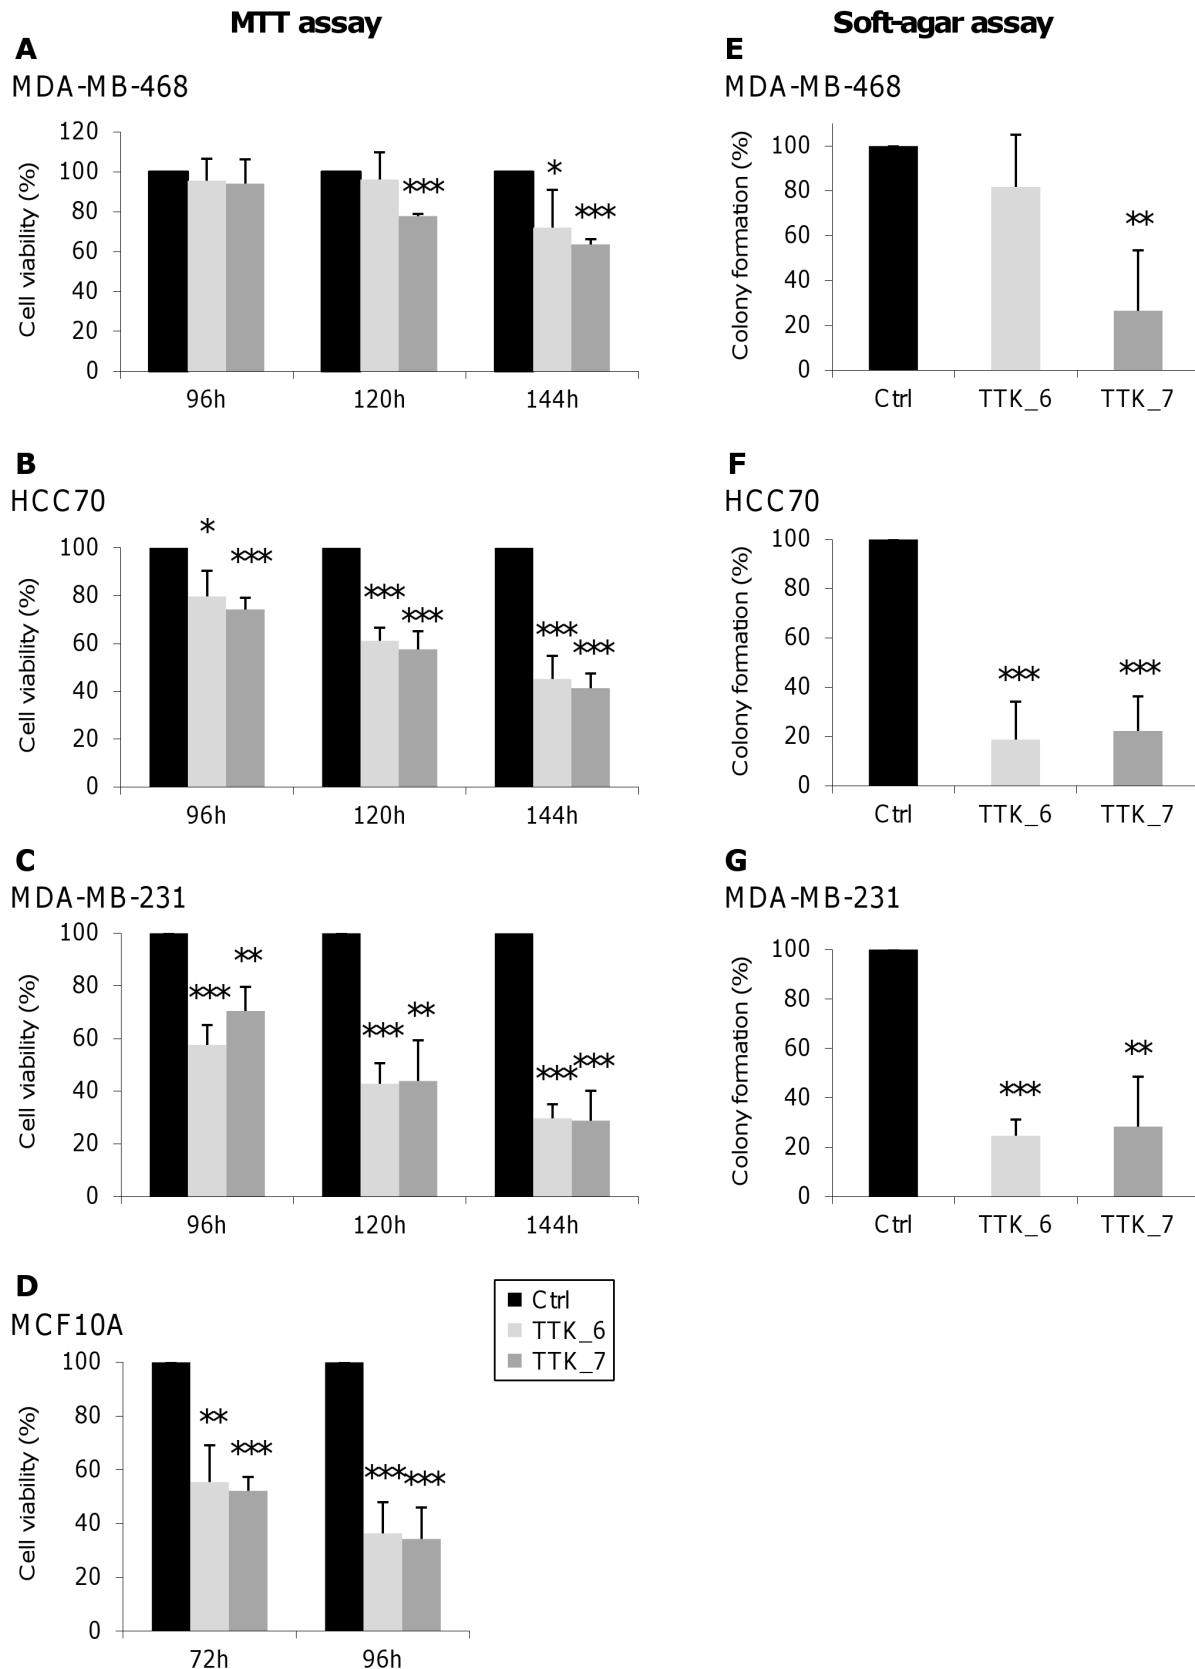 MTT assay
A
MDA-MB-468
Cell viability (%)
120
100
80
60
40
20
0
*
***
***
96h
120h
144h
B
HCC70
Cell viability (%)
100
80
60
40
20
0
*
***
***
***
***
***
96h
120h
144h
C
MDA-MB-231
Cell viability (%)
100
80
60
40
20
0
***
**
***
**
***
***
96h
120h
144h
D
MCF10A
Cell viability (%)
100
80
60
40
20
0
**
***
***
***
72h
96h
Ctrl
TTK_6
TTK_7
Soft-agar assay
E
MDA-MB-468
Colony formation (%)
100
80
60
40
20
0
**
Ctrl
TTK_6
TTK_7
F
HCC70
Colony formation (%)
100
80
60
40
20
0
***
***
Ctrl
TTK_6
TTK_7
G
MDA-MB-231
Colony formation (%)
100
80
60
40
20
0
***
**
Ctrl
TTK_6
TTK_7